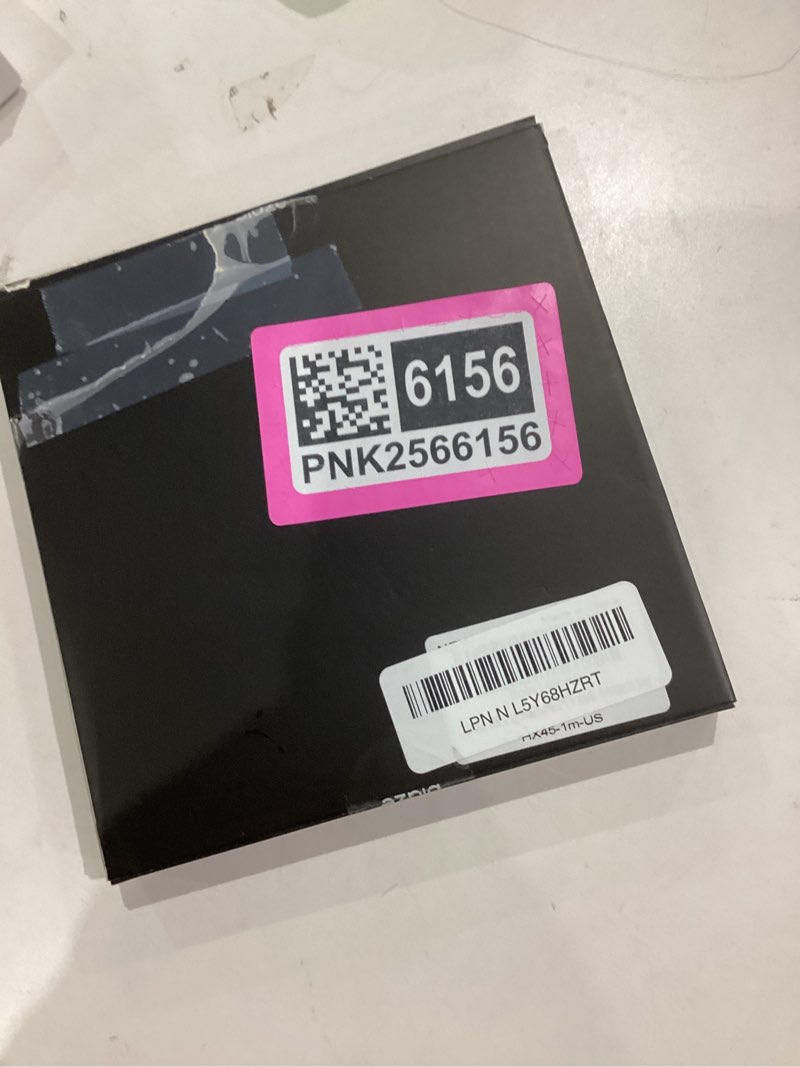 6156
PNK2566156
LPN N L5Y68HZRT
HX45-1m-US